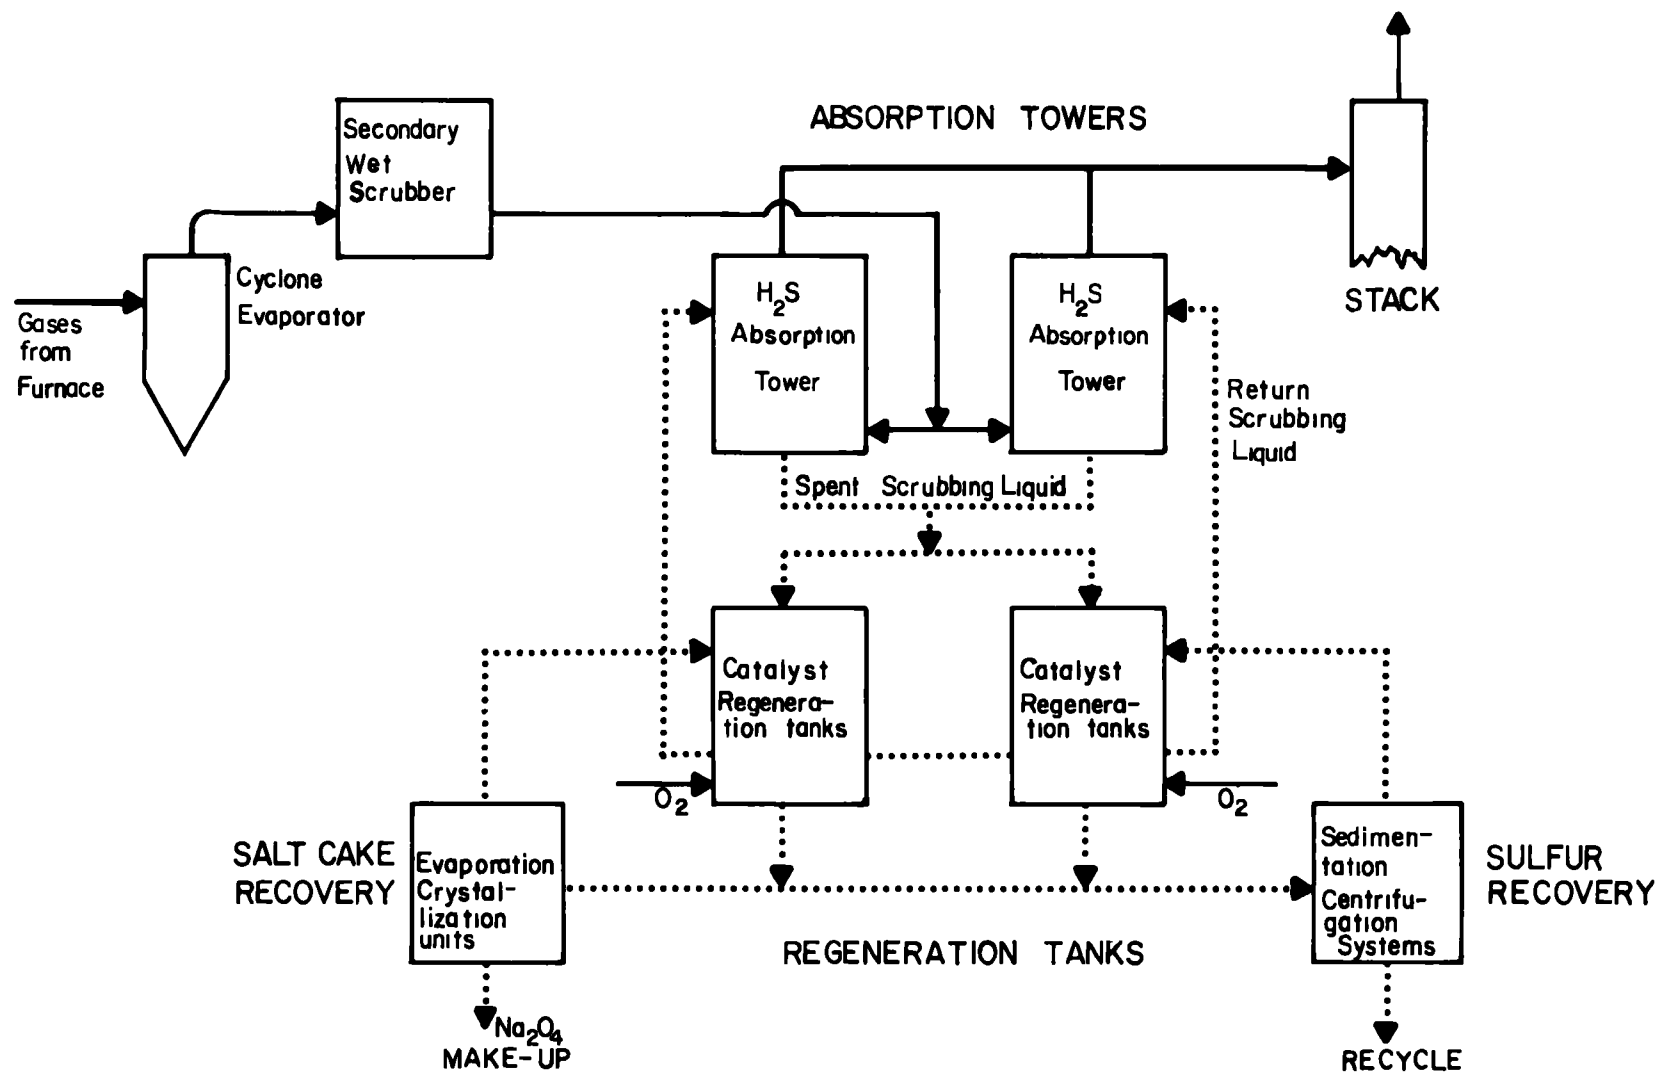 ABSORPTION TOWERS
Secondary
Wet
Scrubber
Cyclone
Evaporator
Gases
from
Furnace
H2S
Absorption
Tower
H2S
Absorption
Tower
STACK
Return
Scrubbing
Liquid
Spent Scrubbing Liquid
Catalyst
Regenera-
tion tanks
Catalyst
Regenera-
tion tanks
O2
O2
SALT CAKE
RECOVERY
Evaporation
Crystal-
lization
units
Sedimen-
tation
Centrifu-
gation
Systems
SULFUR
RECOVERY
REGENERATION TANKS
Na2O4
MAKE-UP
RECYCLE